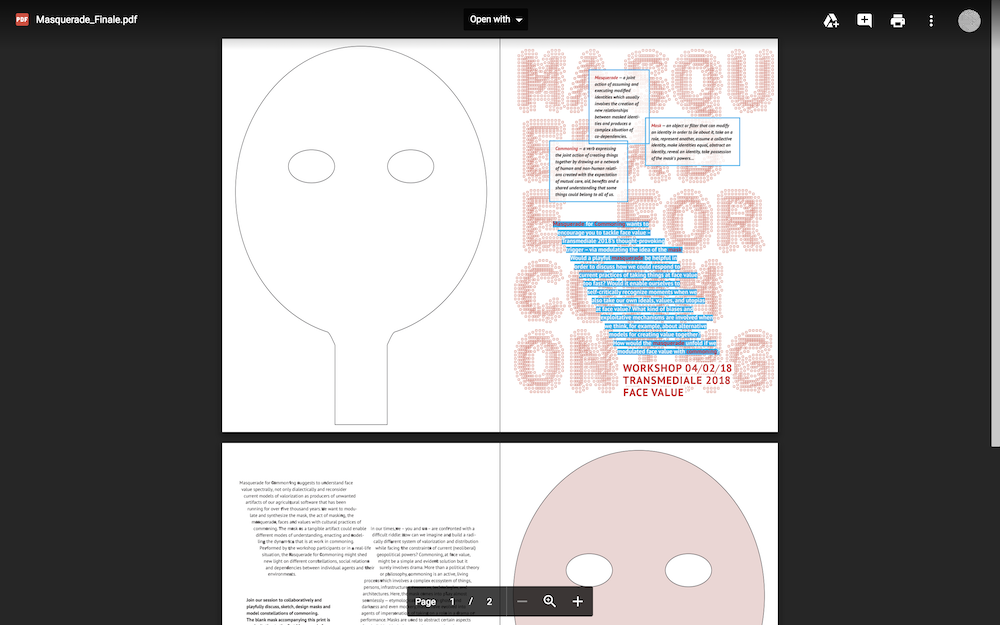 PDF Masquerade_Finale.pdf
Open with
MASQU
ERAD
E FOR
COMM
ONING
Masquerade – a joint
action of assuming and
executing modified
identities which usually
involves the creation of
new relationships
between masked identi-
ties and produces a
complex situation of
co-dependencies.
Mask – an object or filter that can modify
an identity in order to lie about it, take on a
role, represent another, assume a collective
identity, make identities equal, abstract an
identity, reveal an identity, take possession
of the mask's powers...
Commoning – a verb expressing
the joint action of creating things
together by drawing on a network
of human and non-human relati-
ons created with the expectation
of mutual care, aid, benefits and a
shared understanding that some
things could belong to all of us.
Masquerade for Commoning wants to
encourage you to tackle face value –
transmediale 2018's thought-provoking
trigger – via modulating the idea of the mask.
Would a playful masquerade be helpful in
order to discuss how we could respond to
current practices of taking things at face value
too fast? Would it enable ourselves to
self-critically recognize moments when we
also take our own ideals, values, and utopias
at face value? What kind of biases and
exploitative mechanisms are involved when
we think, for example, about alternative
models for creating value together?
How would the masquerade unfold if we
modulated face value with commoning?
WORKSHOP 04/02/18
TRANSMEDIALE 2018
FACE VALUE
Masquerade for Commoning suggests to understand face
value spectrally, not only dialectically and reconsider
current models of valorization as producers of unwanted
artifacts of our agricultural software that has been
running for over five thousand years. We want to modu-
late and synthesize the mask, the act of masking, the
masquerade, faces and values with cultural practices of
commoning. The mask as a tangible artifact could enable
different models of understanding, enacting and model-
ling the dynamics that is at work in commoning.
Performed by the workshop participants or in a real life
situation, the Masquerade for Commoning might shed
new light on different constellations, social relations
and dependencies between individual agents and their
environments.
Join our session to collaboratively and
playfully discuss, sketch, design masks and
model constellations of commoning.
The blank mask accompanying this print is
In our times, we – you and us – are confronted with a
difficult riddle: How can we imagine and build a radi-
cally different system of valorization and distribution
while facing the constraints of current (neoliberal)
geopolitical powers? Commoning, at face value,
might be a simple and evident solution but it
surely involves drama. More than a political theory
or philosophy, commoning is an active, living
process which involves a complex ecosystem of things,
persons, infrastructures
architectures. Here, the mask
seamlessly – etymolog
darkness and even mo
agents of impersonation
performance. Masks are used to abstract certain aspects
Page 1 / 2